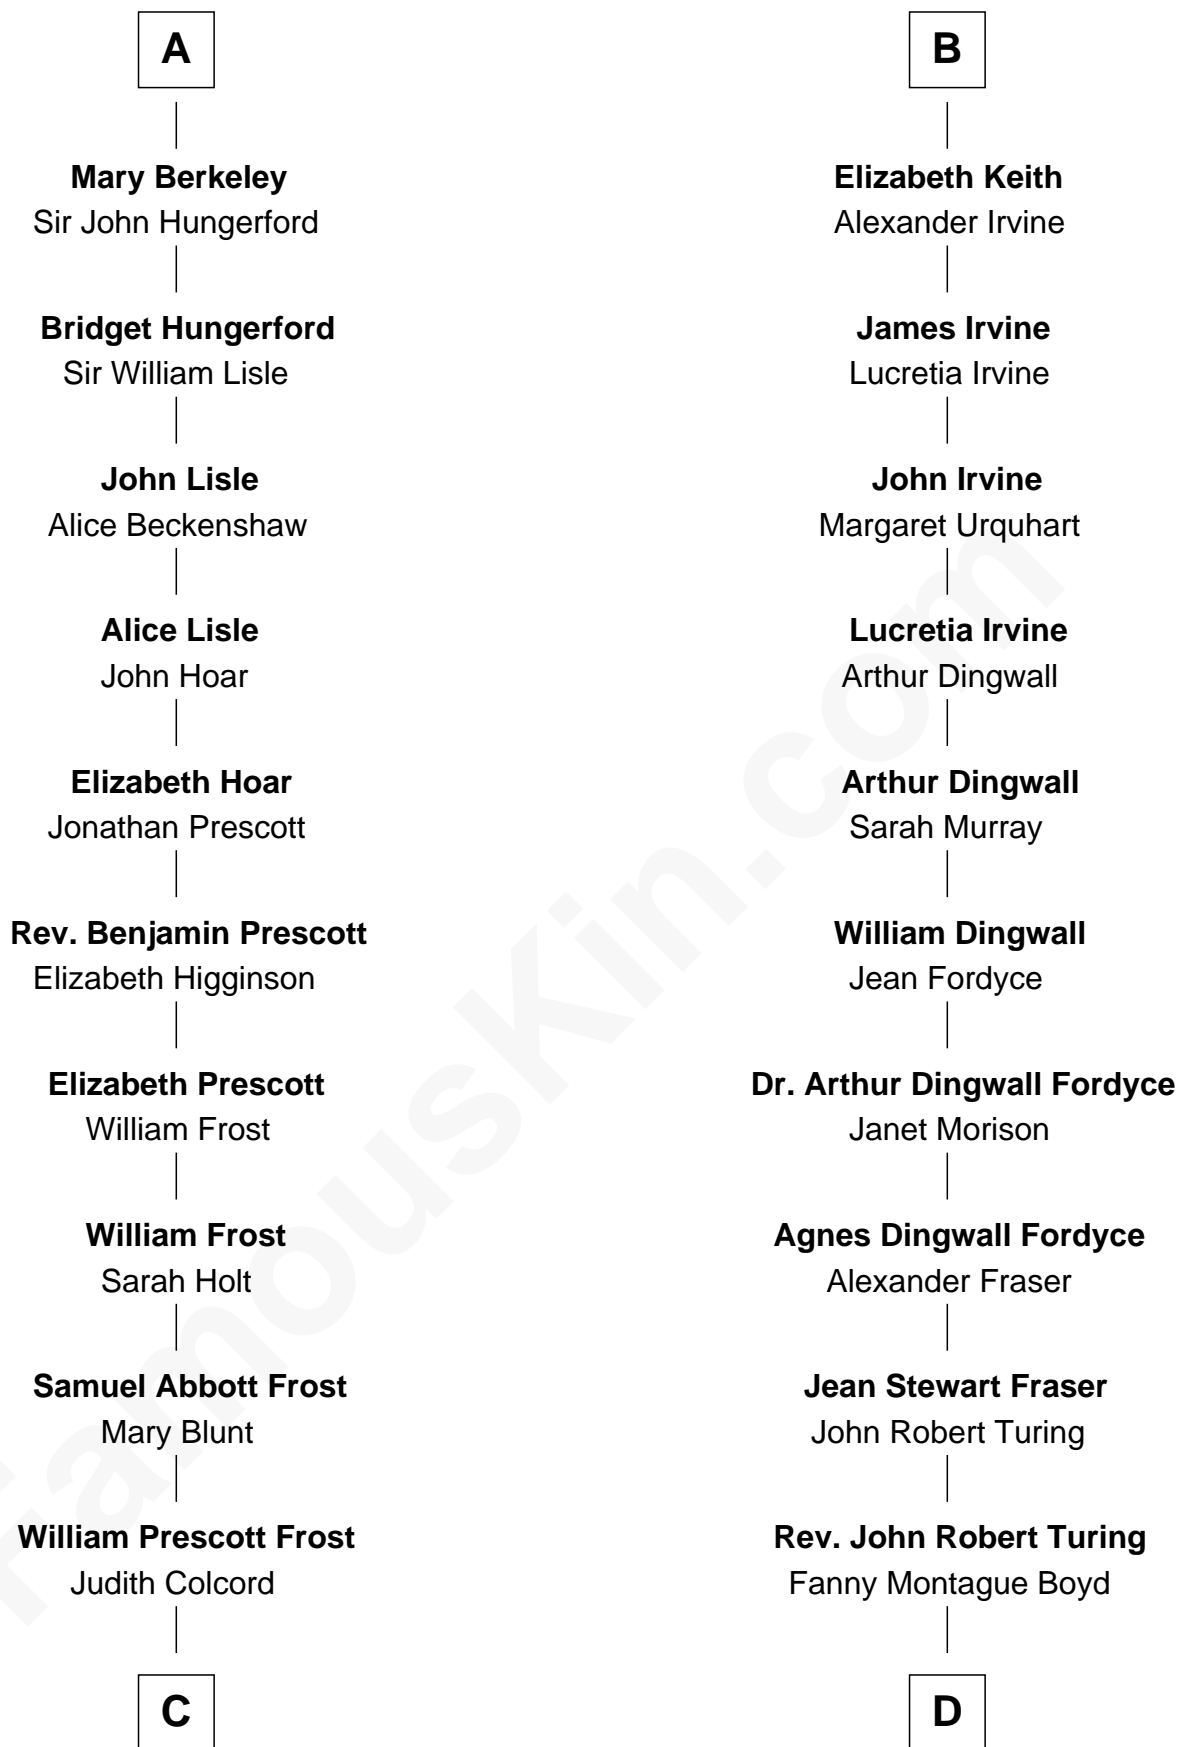 A
Mary Berkeley
Sir John Hungerford
Bridget Hungerford
Sir William Lisle
John Lisle
Alice Beckenshaw
Alice Lisle
John Hoar
Elizabeth Hoar
Jonathan Prescott
Rev. Benjamin Prescott
Elizabeth Higginson
Elizabeth Prescott
William Frost
William Frost
Sarah Holt
Samuel Abbott Frost
Mary Blunt
William Prescott Frost
Judith Colcord
C
B
Elizabeth Keith
Alexander Irvine
James Irvine
Lucretia Irvine
John Irvine
Margaret Urquhart
Lucretia Irvine
Arthur Dingwall
Arthur Dingwall
Sarah Murray
William Dingwall
Jean Fordyce
Dr. Arthur Dingwall Fordyce
Janet Morison
Agnes Dingwall Fordyce
Alexander Fraser
Jean Stewart Fraser
John Robert Turing
Rev. John Robert Turing
Fanny Montague Boyd
D
FamousKin.com